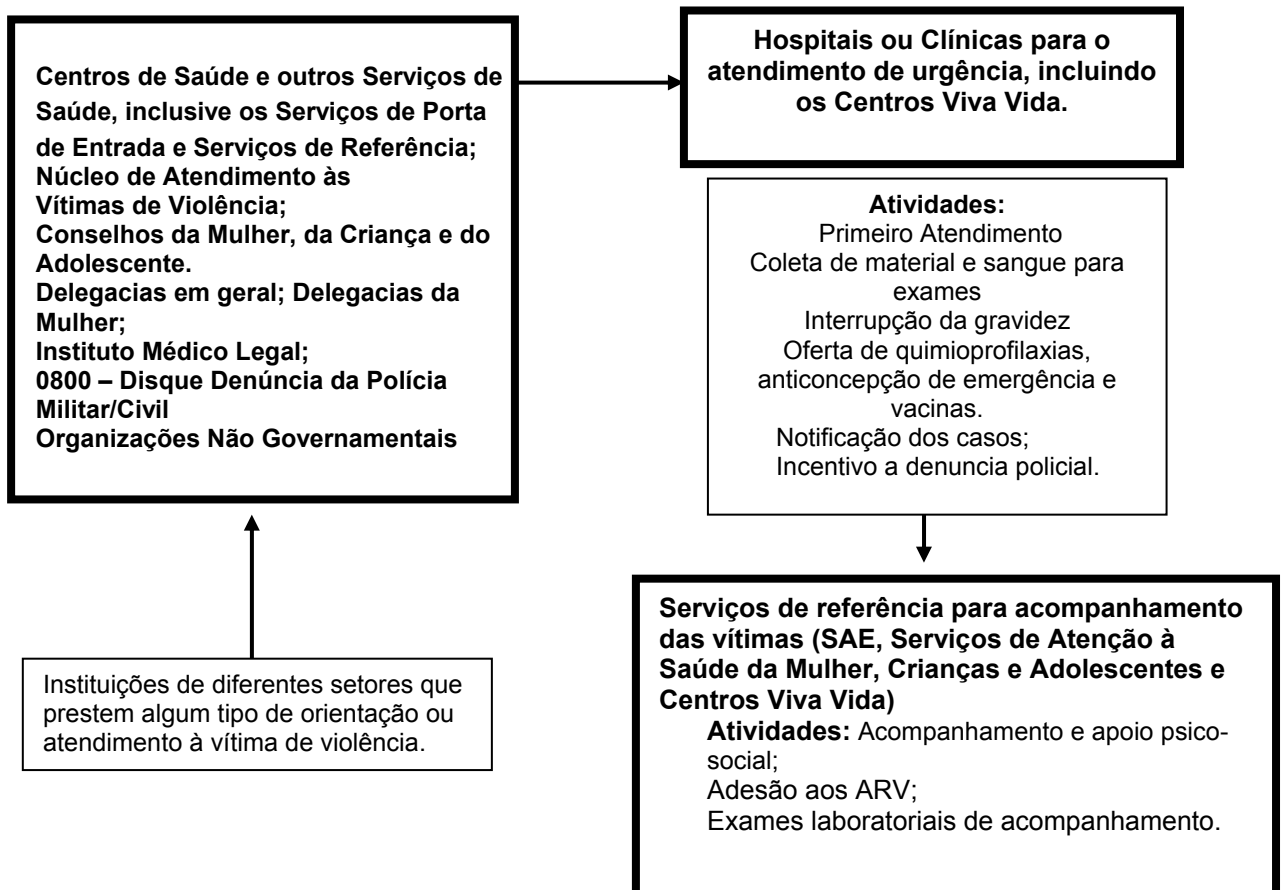 Centros de Saúde e outros Serviços de
Saúde, inclusive os Serviços de Porta
de Entrada e Serviços de Referência;
Núcleo de Atendimento às
Vítimas de Violência;
Conselhos da Mulher, da Criança e do
Adolescente.
Delegacias em geral; Delegacias da
Mulher;
Instituto Médico Legal;
0800 – Disque Denúncia da Polícia
Militar/Civil
Organizações Não Governamentais
Hospitais ou Clínicas para o
atendimento de urgência, incluindo
os Centros Viva Vida.
Atividades:
Primeiro Atendimento
Coleta de material e sangue para
exames
Interrupção da gravidez
Oferta de quimioprofilaxias,
anticoncepção de emergência e
vacinas.
Notificação dos casos;
Incentivo a denuncia policial.
Instituições de diferentes setores que
prestem algum tipo de orientação ou
atendimento à vítima de violência.
Serviços de referência para acompanhamento
das vítimas (SAE, Serviços de Atenção à
Saúde da Mulher, Crianças e Adolescentes e
Centros Viva Vida)
Atividades: Acompanhamento e apoio psico-
social;
Adesão aos ARV;
Exames laboratoriais de acompanhamento.